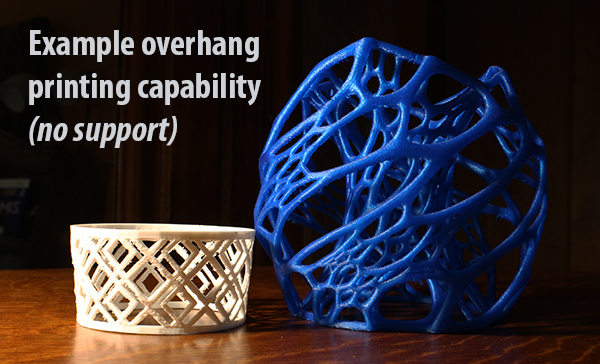 Example overhang
printing capability
(no support)